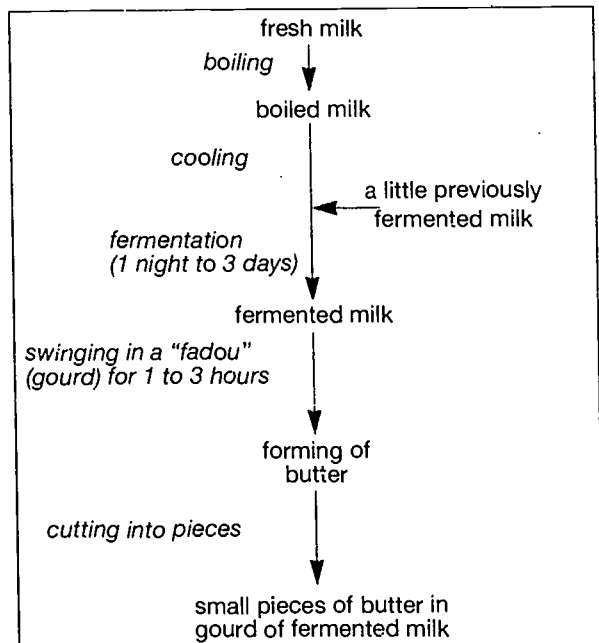 fresh milk
boiling
boiled milk
cooling
a little previously
fermented milk
fermentation
(1 night to 3 days)
fermented milk
swinging in a “fadou”
(gourd) for 1 to 3 hours
forming of
butter
cutting into pieces
small pieces of butter in
gourd of fermented milk